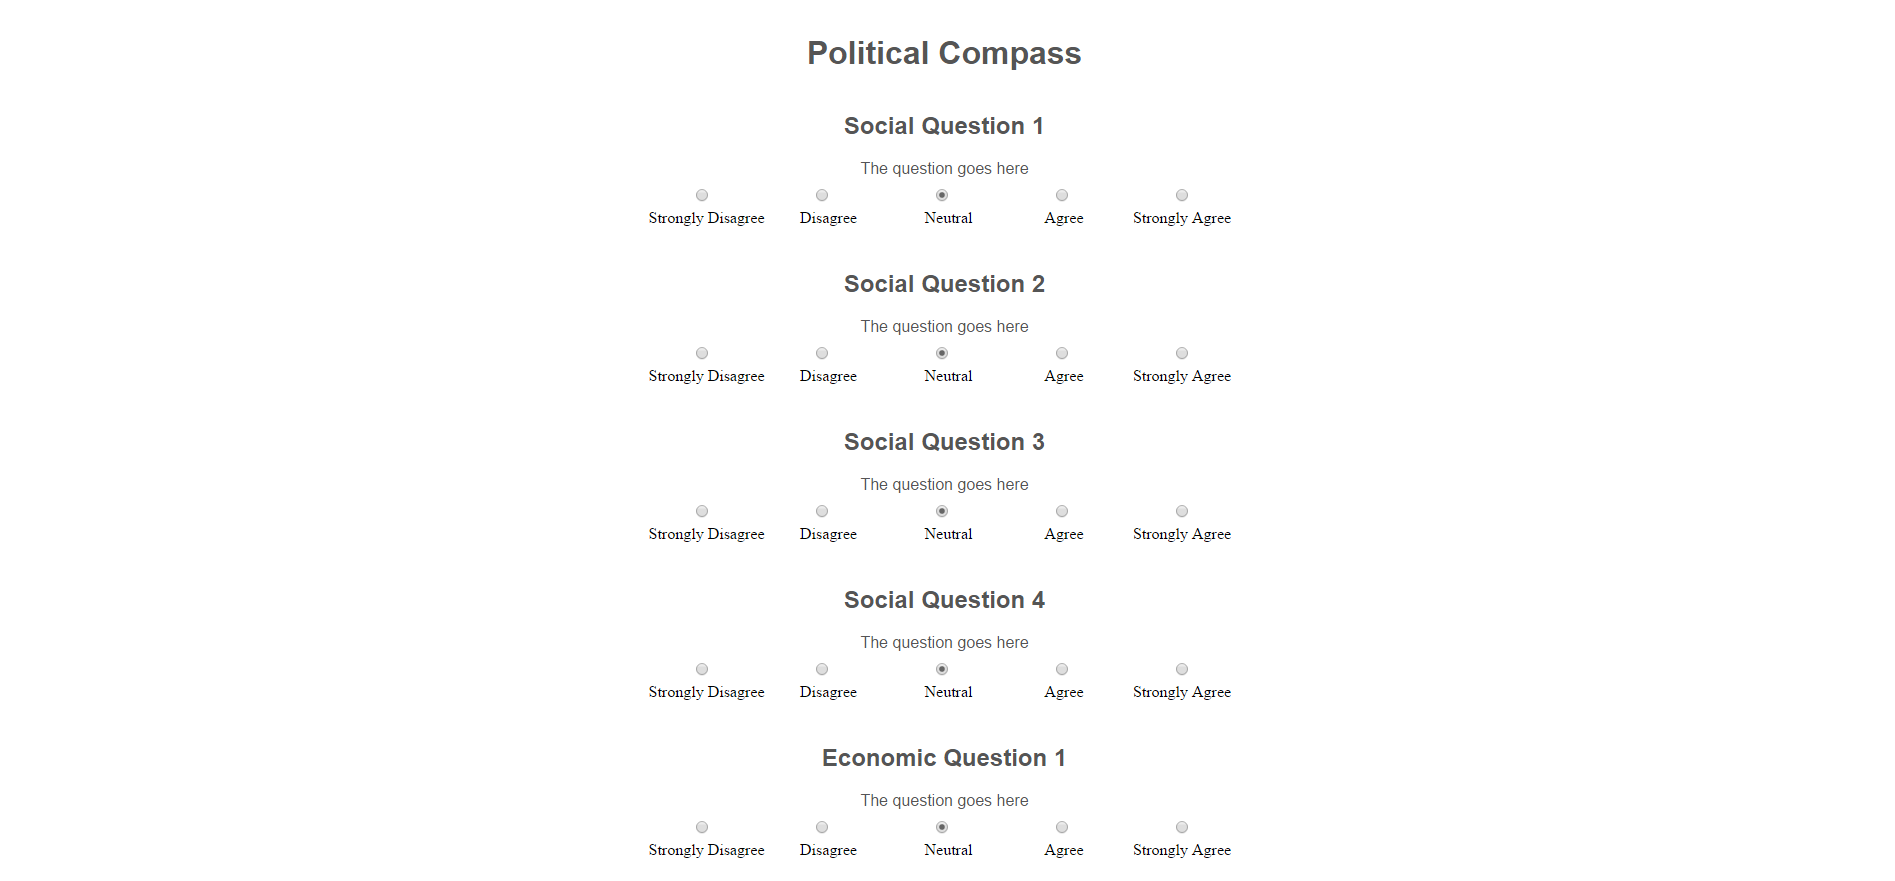 Political Compass
Social Question 1
The question goes here
Strongly Disagree Disagree Neutral Agree Strongly Agree
Social Question 2
The question goes here
Strongly Disagree Disagree Neutral Agree Strongly Agree
Social Question 3
The question goes here
Strongly Disagree Disagree Neutral Agree Strongly Agree
Social Question 4
The question goes here
Strongly Disagree Disagree Neutral Agree Strongly Agree
Economic Question 1
The question goes here
Strongly Disagree Disagree Neutral Agree Strongly Agree